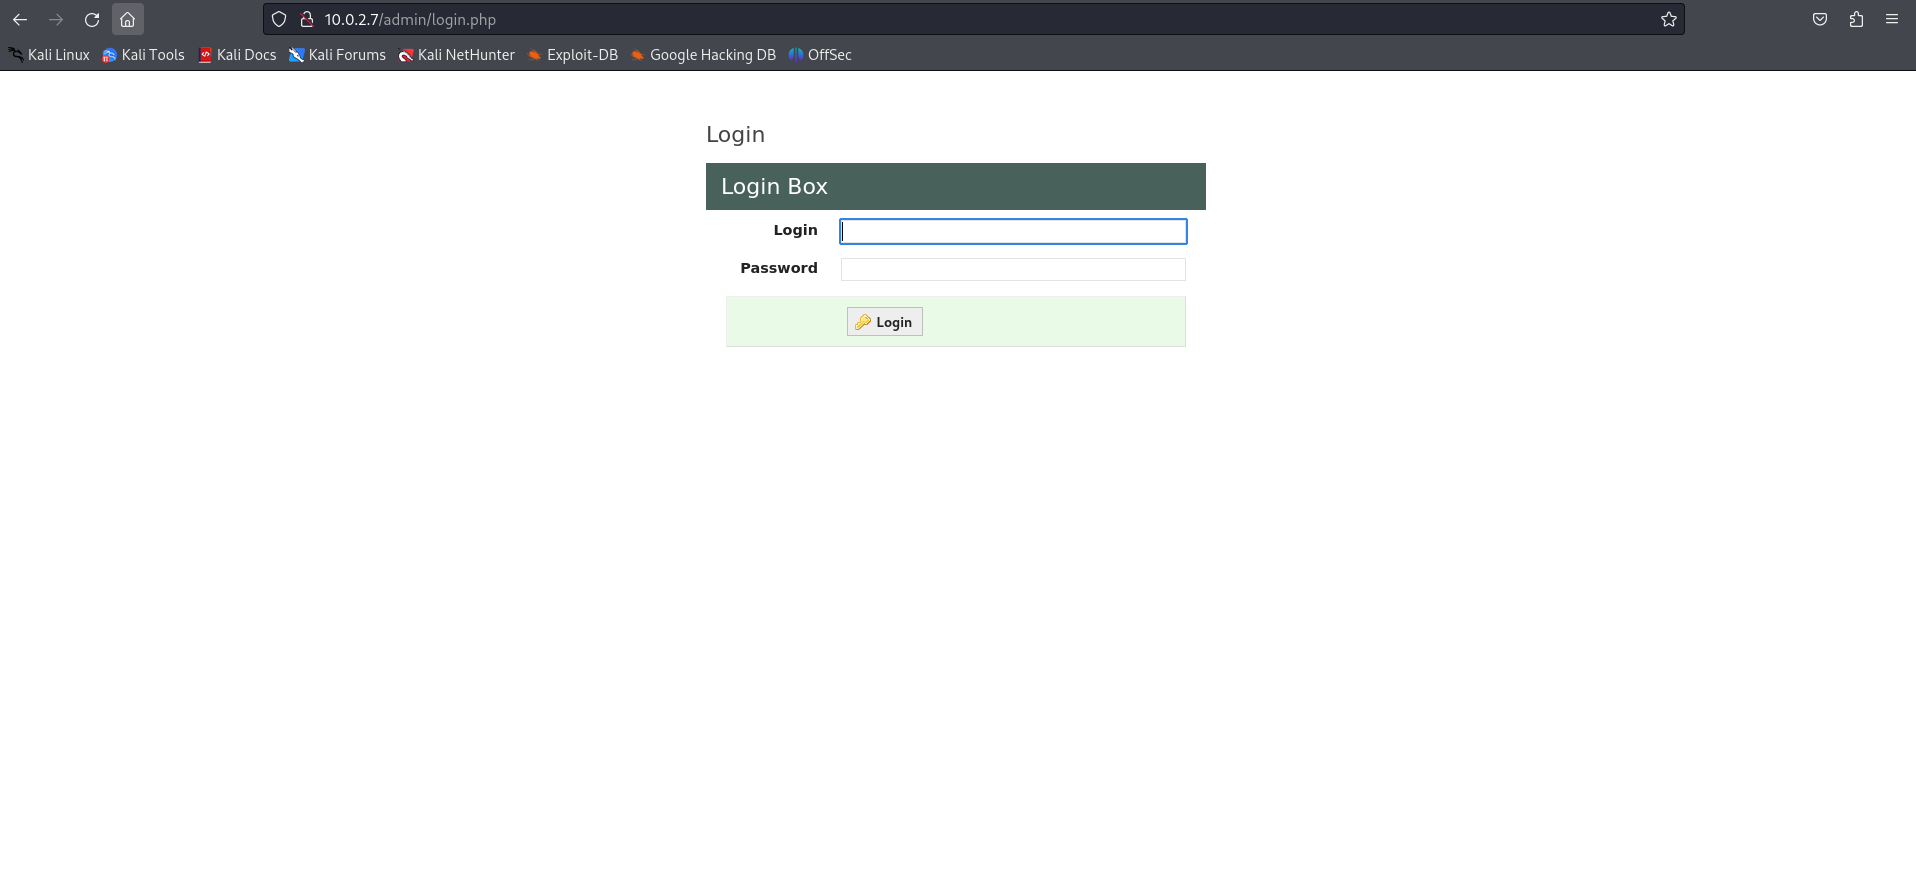 10.0.2.7/admin/login.php
Kali Linux Kali Tools Kali Docs Kali Forums Kali NetHunter Exploit-DB Google Hacking DB OffSec
Login
Login Box
Login
Password
Login